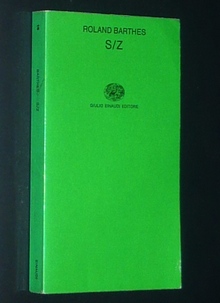 ROLAND BARTHES
S/Z
GIULIO EINAUDI EDITORE